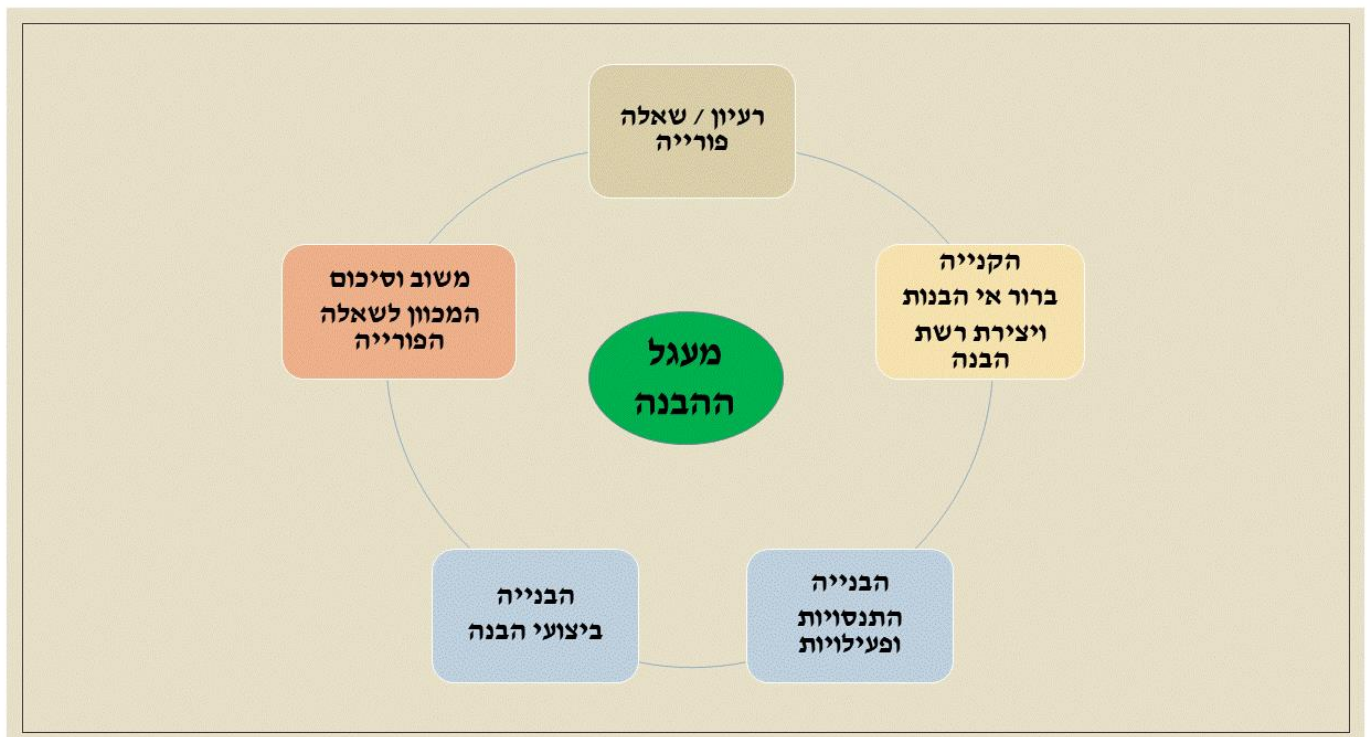 רעיון / שאלה
פורייה
הקנייה
ברור אי הבנות
ויצירת רשת
הבנה
הבנייה
התנסויות
ופעילויות
הבנייה
ביצועי הבנה
משוב וסיכום
המכוון לשאלה
הפורייה
מעגל
ההבנה